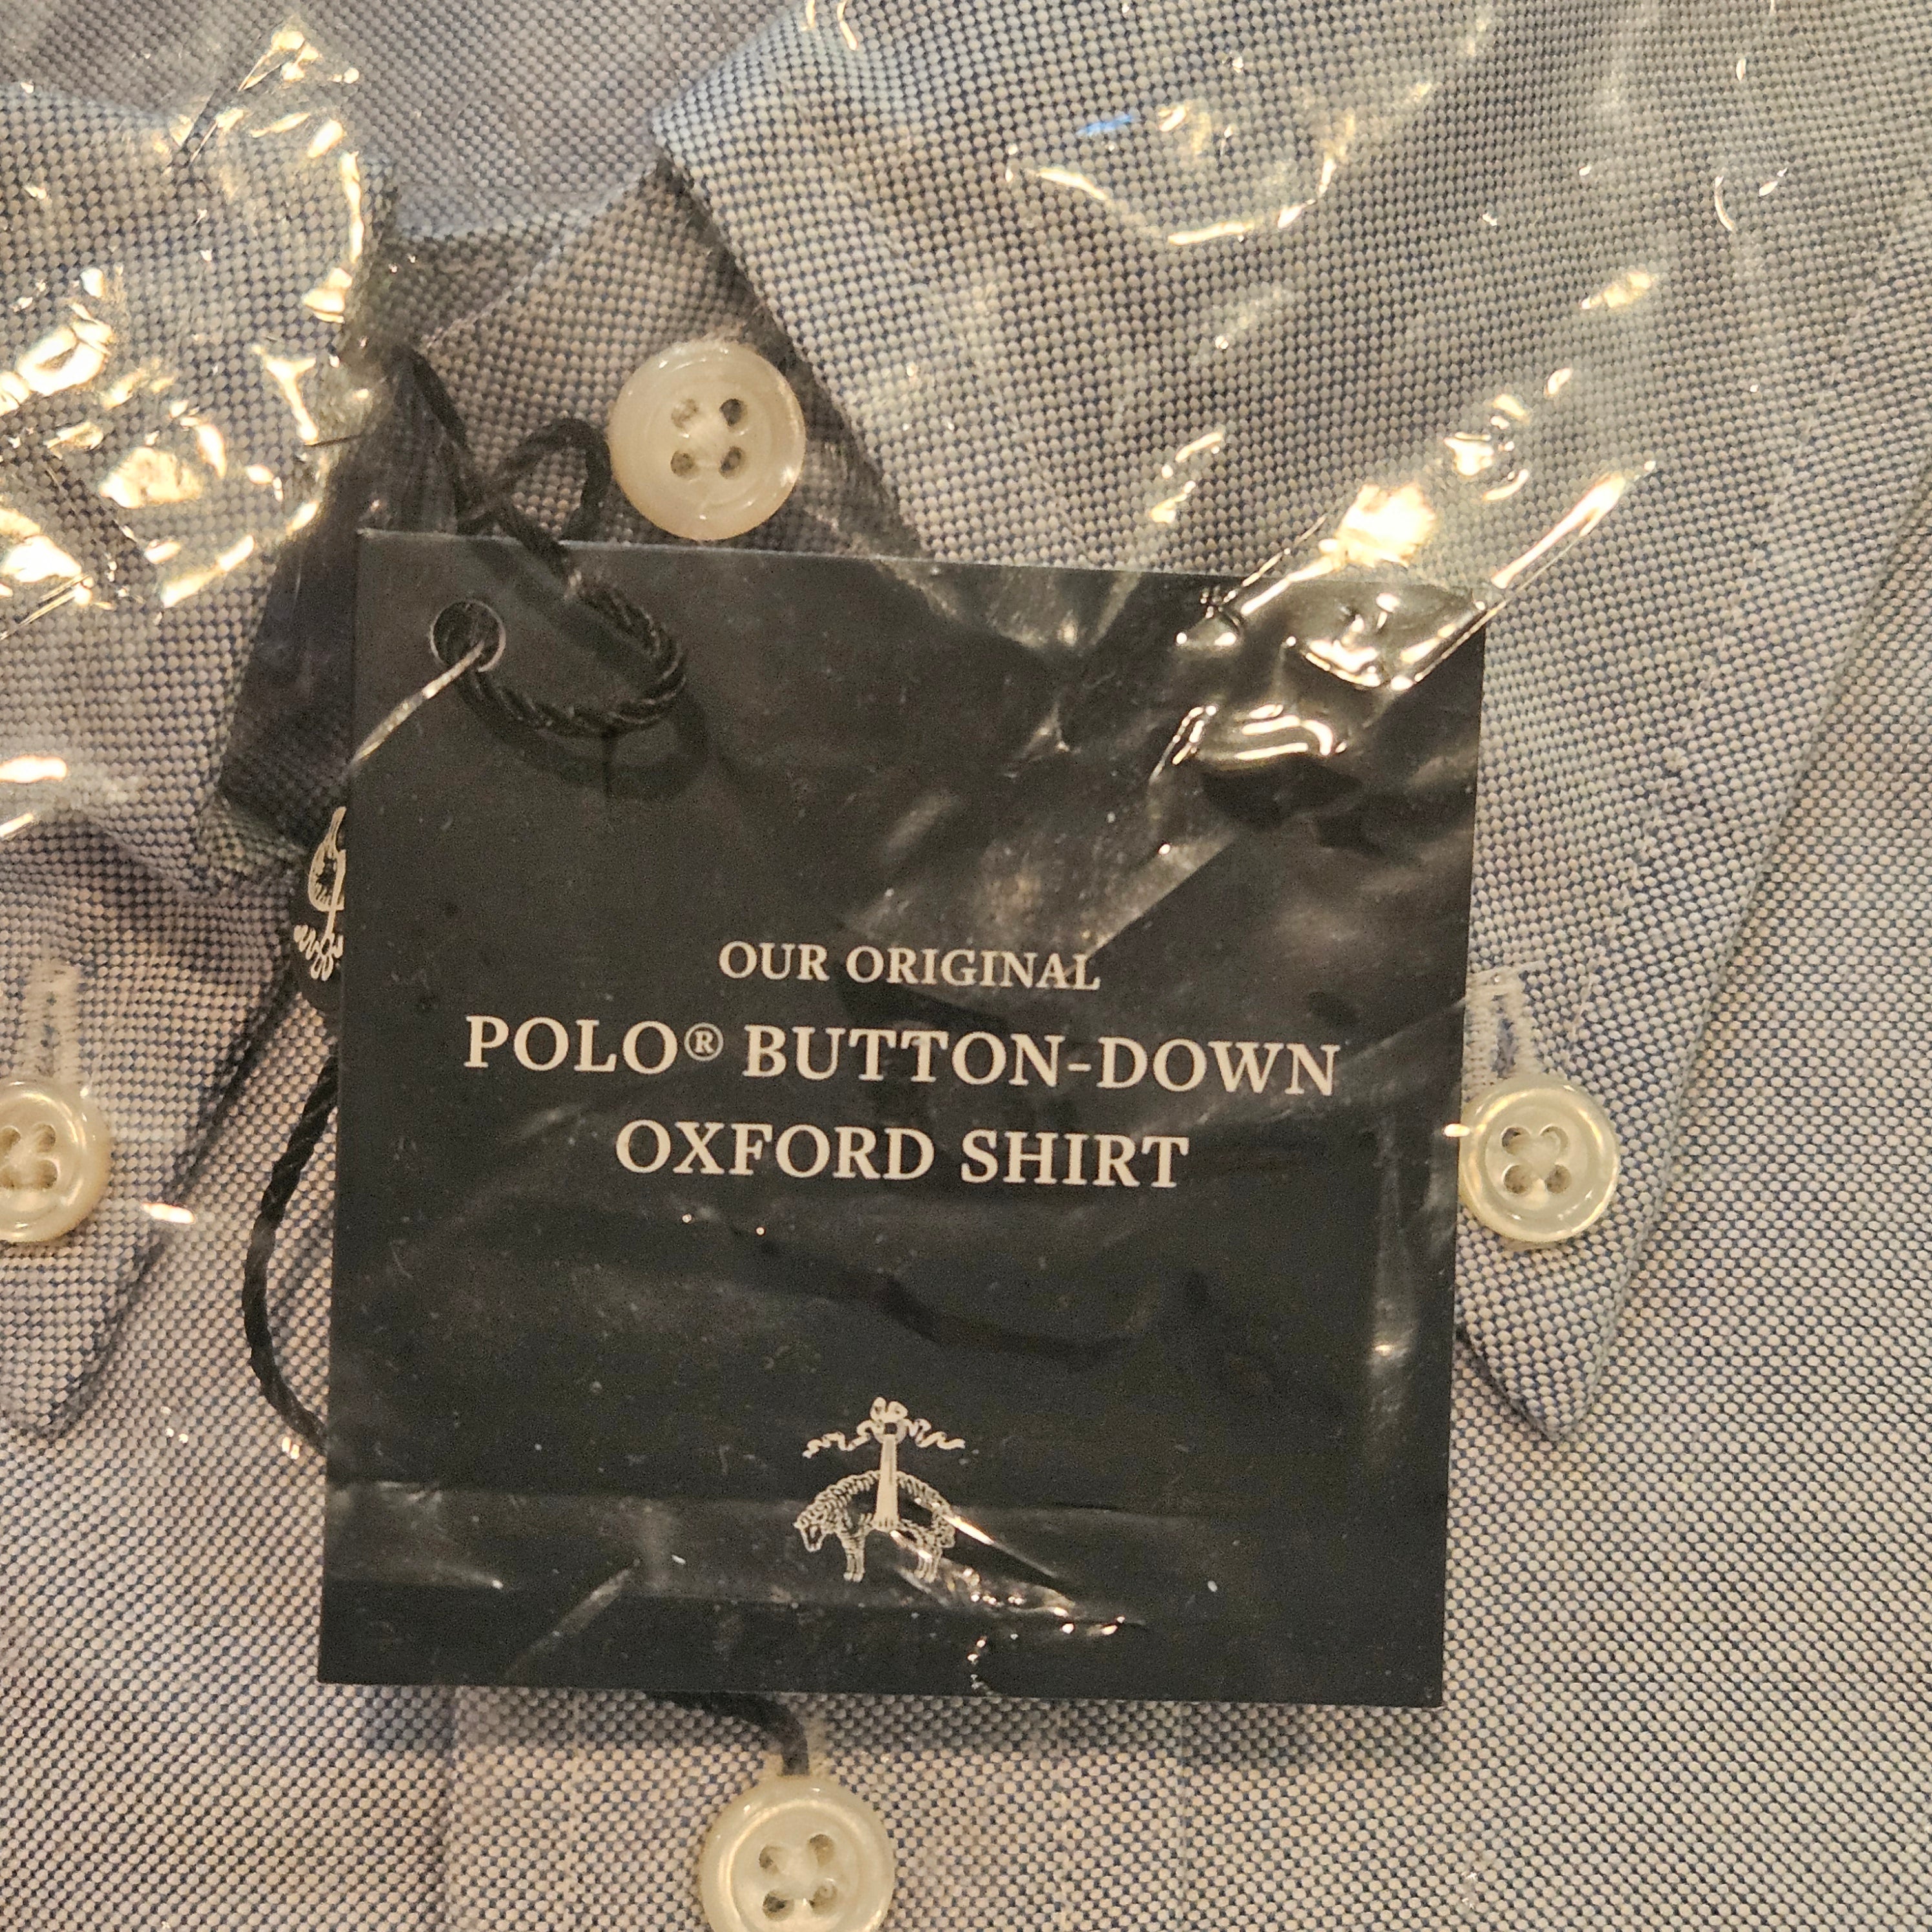 OUR ORIGINAL
POLO® BUTTON-DOWN
OXFORD SHIRT